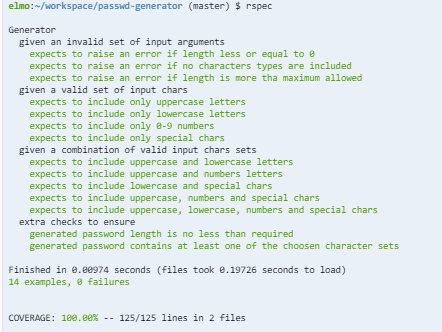 elmo:~/workspace/passwd-generator (master) $ rspec
Generator
given an invalid set of input arguments
expects to raise an error if length less or equal to 0
expects to raise an error if no characters types are included
expects to raise an error if length is more tha maximum allowed
given a valid set of input chars
expects to include only uppercase letters
expects to include only lowercase letters
expects to include only 0-9 numbers
expects to include only special chars
given a combination of valid input chars sets
expects to include uppercase and lowercase letters
expects to include uppercase and numbers letters
expects to include lowercase and special chars
expects to include uppercase, numbers and special chars
expects to include uppercase, lowercase, numbers and special chars
extra checks to ensure
generated password length is no less than required
generated password contains at least one of the choosen character sets
Finished in 0.00974 seconds (files took 0.19726 seconds to load)
14 examples, 0 failures
COVERAGE: 100.00% -- 125/125 lines in 2 files